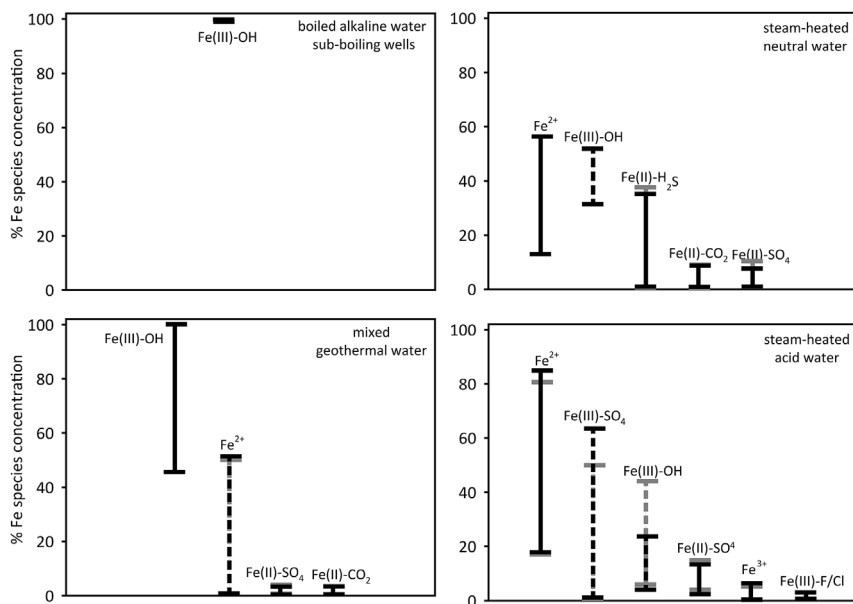 100
80
60
40
20
0
% Fe species concentration
Fe(III)-OH
boiled alkaline water
sub-boiling wells
100
80
60
40
20
0
Fe²⁺
Fe(III)-OH
Fe(II)-H₂S
Fe(II)-CO₂
Fe(II)-SO₄
steam-heated
neutral water
100
80
60
40
20
0
% Fe species concentration
Fe(III)-OH
Fe²⁺
Fe(II)-SO₄
Fe(II)-CO₂
mixed
geothermal water
100
80
60
40
20
0
Fe²⁺
Fe(III)-SO₄
Fe(III)-OH
Fe(II)-SO⁴
Fe³⁺
Fe(III)-F/Cl
steam-heated
acid water